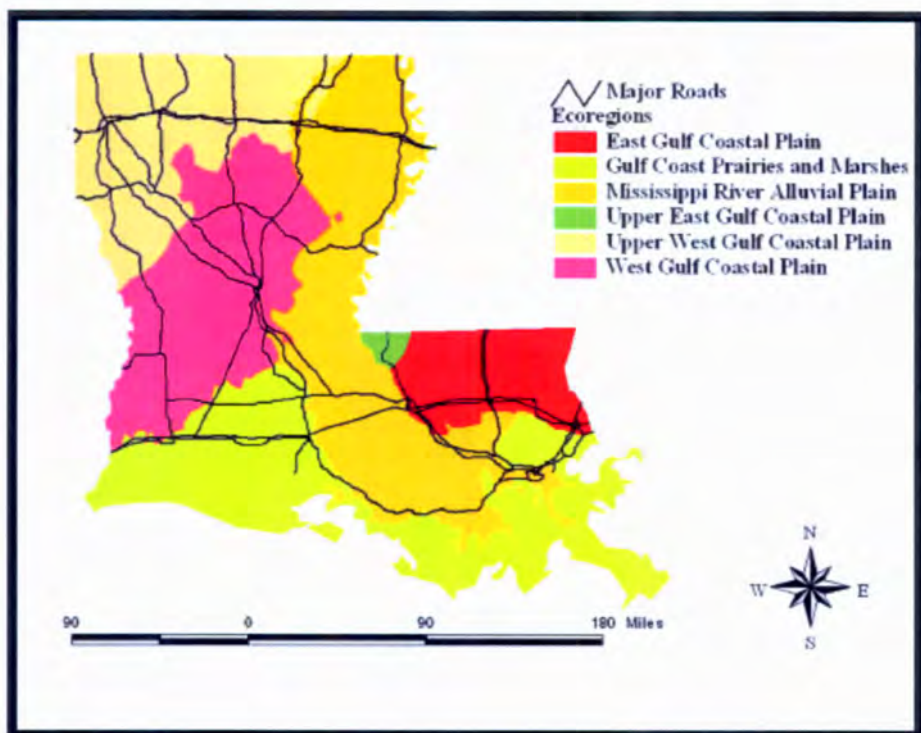 Major Roads
Ecoregions
East Gulf Coastal Plain
Gulf Coast Prairies and Marshes
Mississippi River Alluvial Plain
Upper East Gulf Coastal Plain
Upper West Gulf Coastal Plain
West Gulf Coastal Plain
N
W E
S
90 0 90 180 Miles